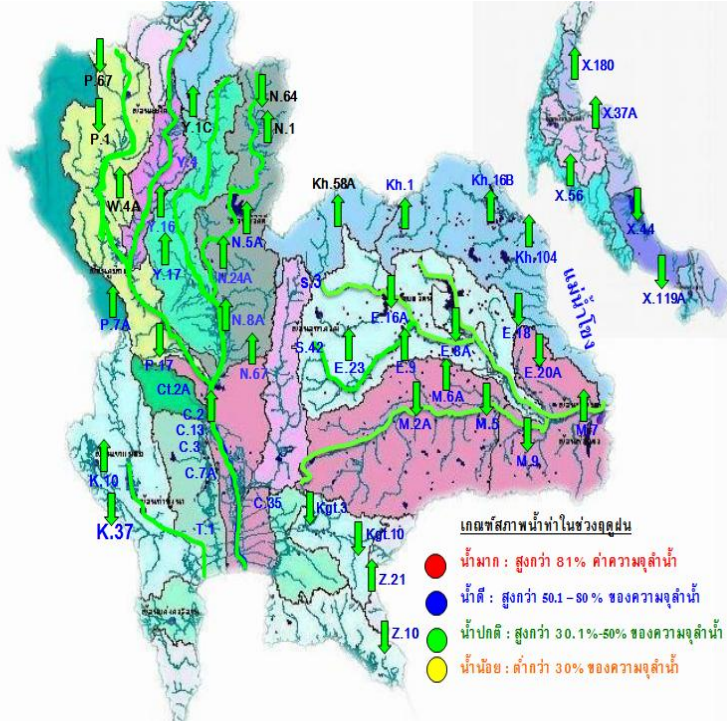 X.180
P.67
N.64
X.37A
Y.1C
N.1
P.1
Y.4
Kh.58A
Kh.1
Kh.16B
X.56
W.4A
Y.16
X.44
N.5A
Kh.104
Y.17
N.24A
s.3
X.119A
แม่น้ำโขง
P.7A
N.8A
E.16A
E.18
S.42
E.8A
P.17
N.67
E.23
E.9
E.20A
Ct.2A
M.6A
C.2
M.2A
M.5
M.7
C.13
C.3
M.9
C.7A
K.10
C.35
K.37
Kgt.3
T.1
Kgt.10
เกณฑ์สภาพน้ำท่าในช่วงฤดูฝน
น้ำมาก : สูงกว่า 81% ค่าความจุลำน้ำ
Z.21
น้ำดี : สูงกว่า 50.1 - 80 % ของความจุลำน้ำ
Z.10
น้ำปกติ : สูงกว่า 30.1%-50% ของความจุลำน้ำ
น้ำน้อย : ต่ำกว่า 30% ของความจุลำน้ำ